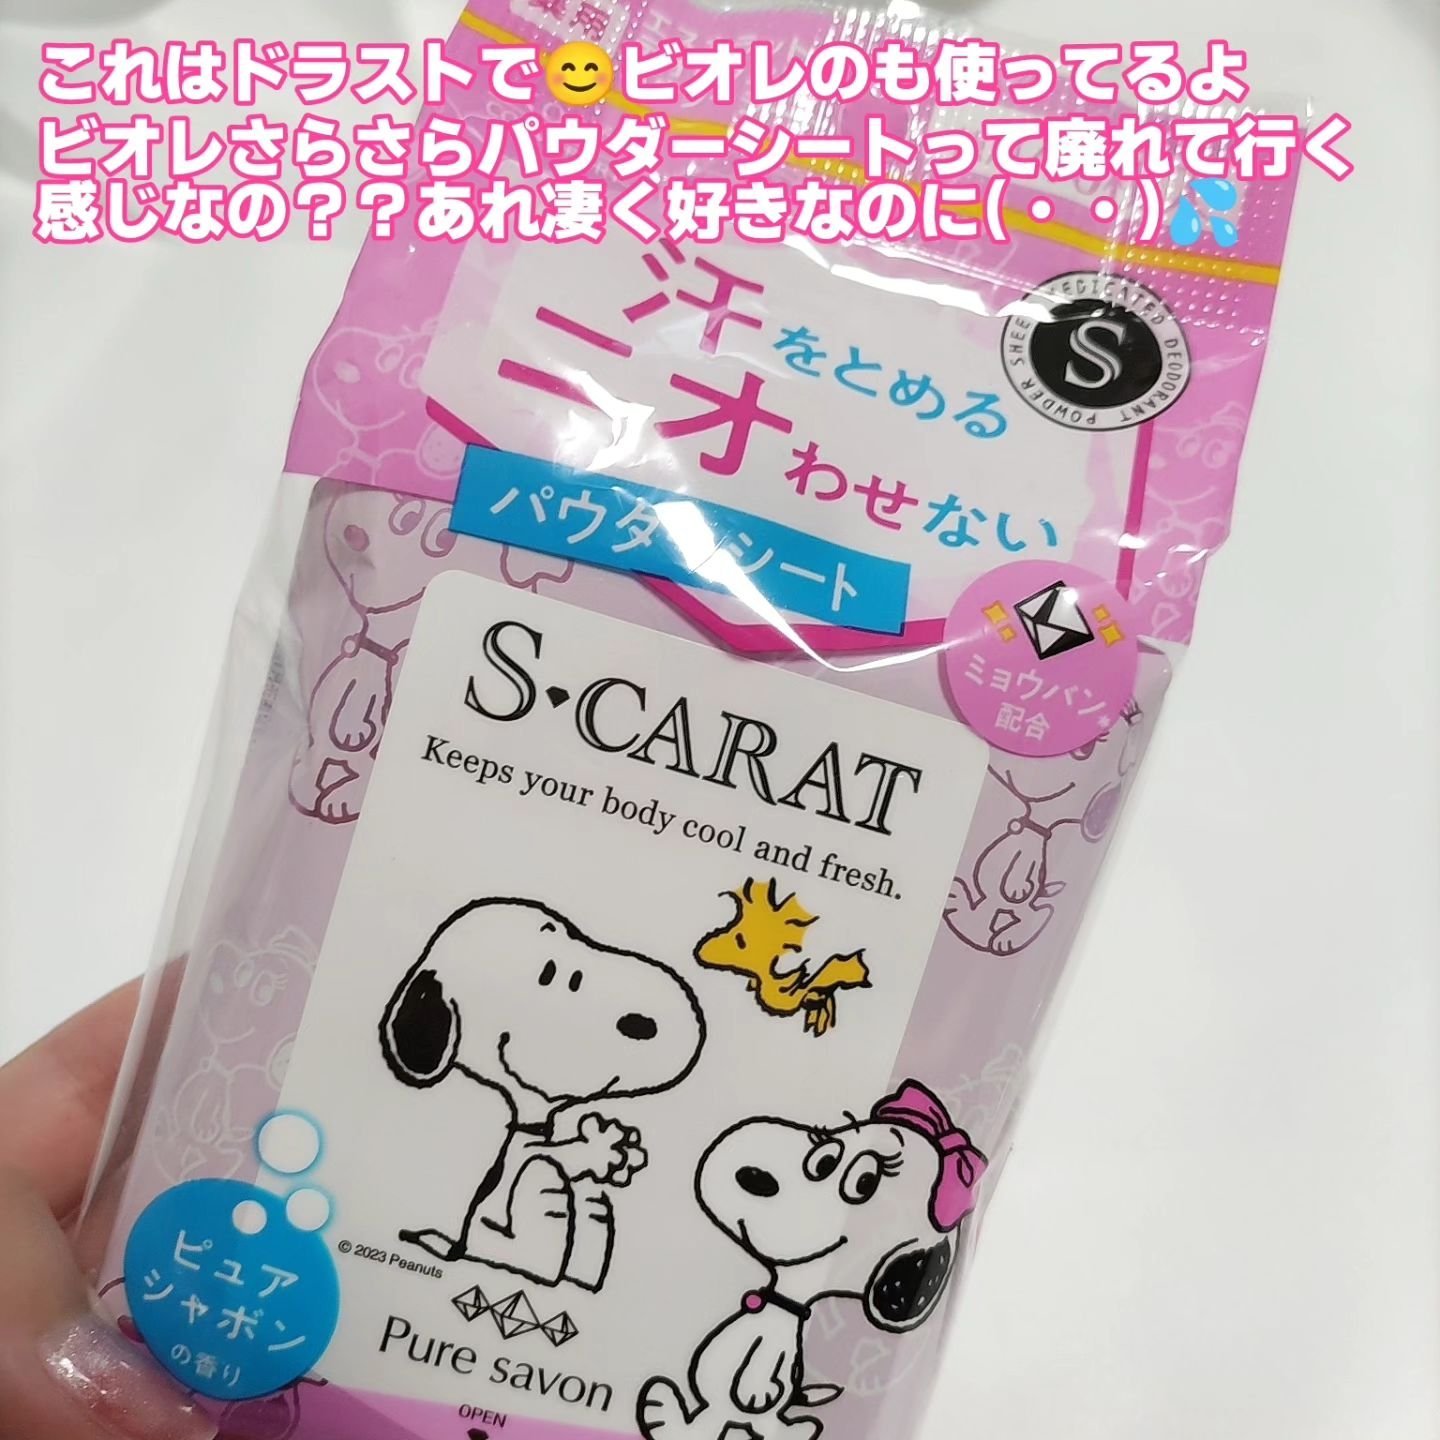 これはドラストで😊ビオレのも使ってるよ
ビオレさらさらパウダーシートって廃れて行く
感じなの？？あれ凄く好きなのに(・・)💦
汗をとめる
ニオわせない
パウダーシート
MEDICATED DEODORANT POWDER SHEET
S
ミョウバン*
配合
S・CARAT
Keeps your body cool and fresh.
© 2023 Peanuts
ピュア
シャボン
の香り
Pure savon
OPEN